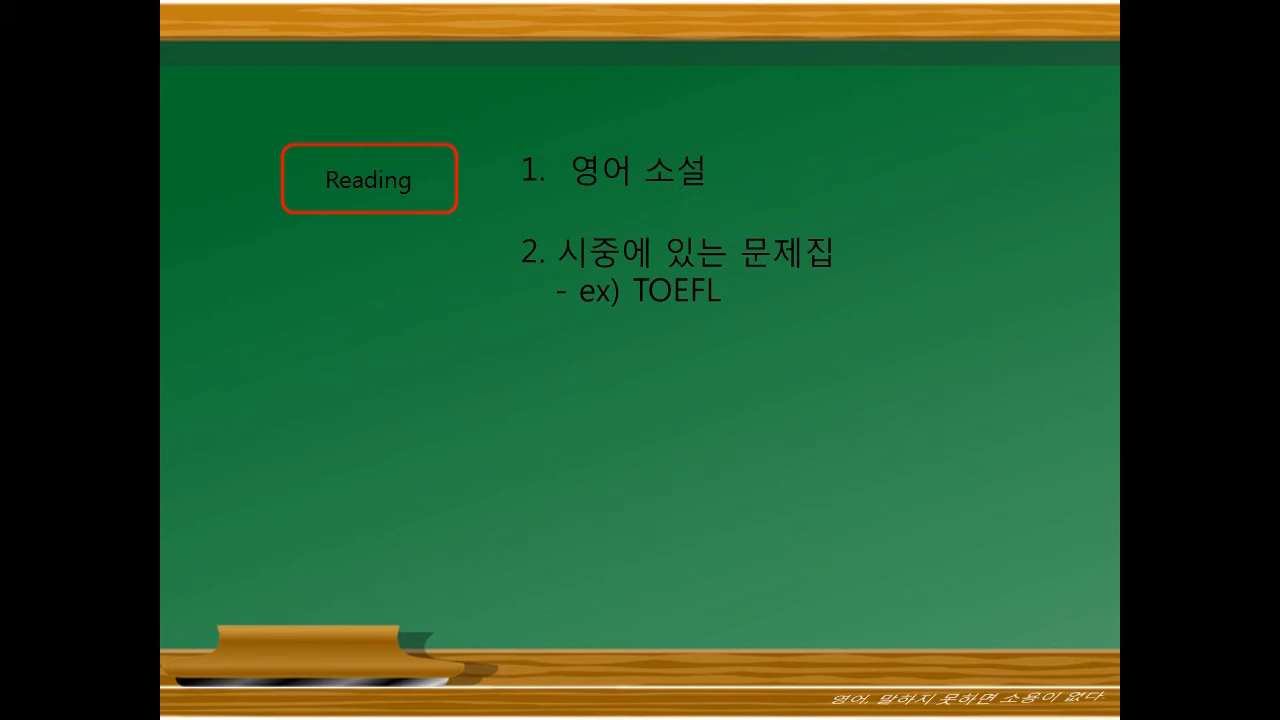 Reading
1. 영어 소설
2. 시중에 있는 문제집
- ex) TOEFL
영어, 말하지 못하면 소용이 없다